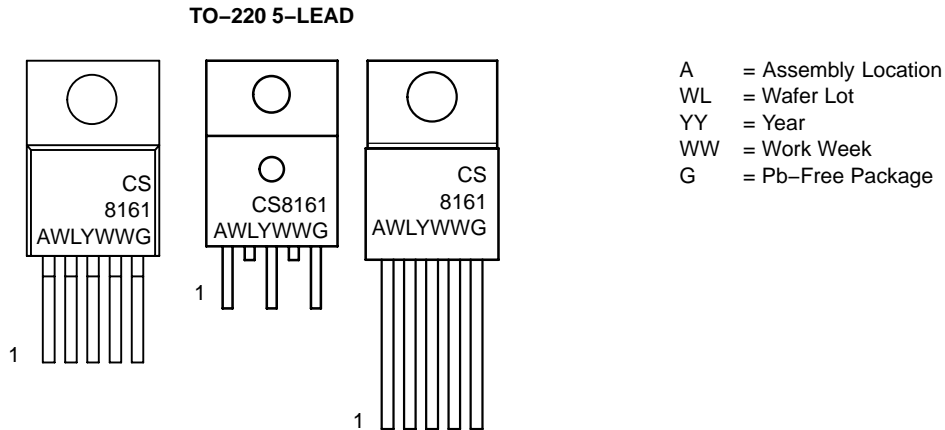 TO−220 5−LEAD
CS
8161
AWLYWWG
1
CS8161
AWLYWWG
1
CS
8161
AWLYWWG
1
A = Assembly Location
WL = Wafer Lot
YY = Year
WW = Work Week
G = Pb−Free Package